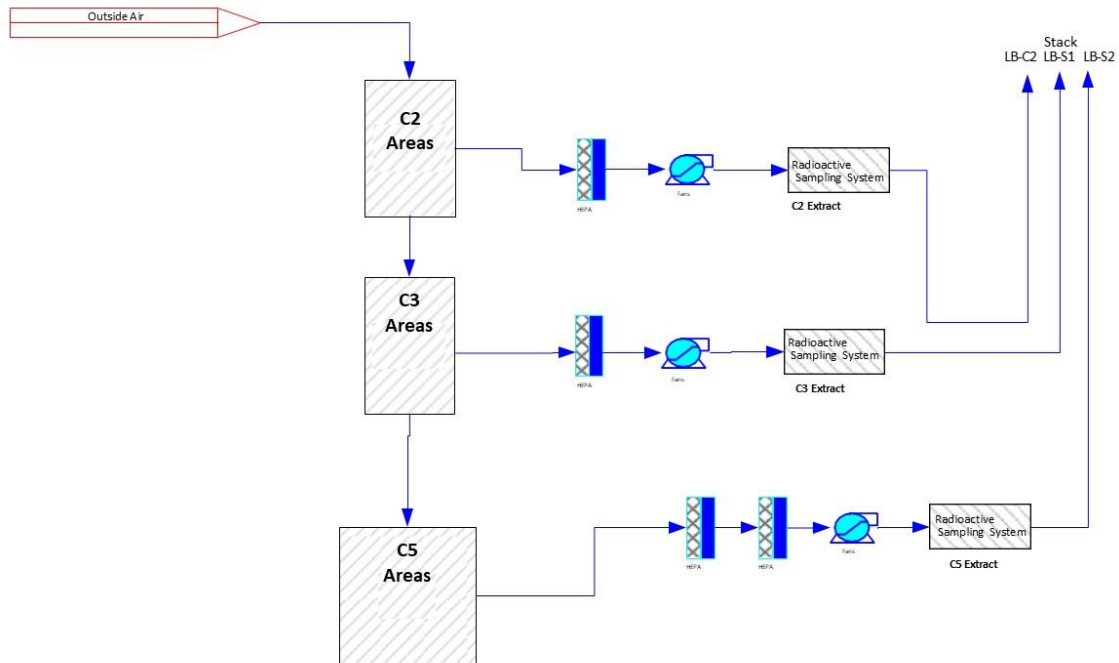 Outside Air
Stack
LB-C2 LB-S1 LB-S2
C2
Areas
HEPA
Fans
Radioactive
Sampling System
C2 Extract
C3
Areas
HEPA
Fans
Radioactive
Sampling System
C3 Extract
C5
Areas
HEPA
HEPA
Fans
Radioactive
Sampling System
C5 Extract